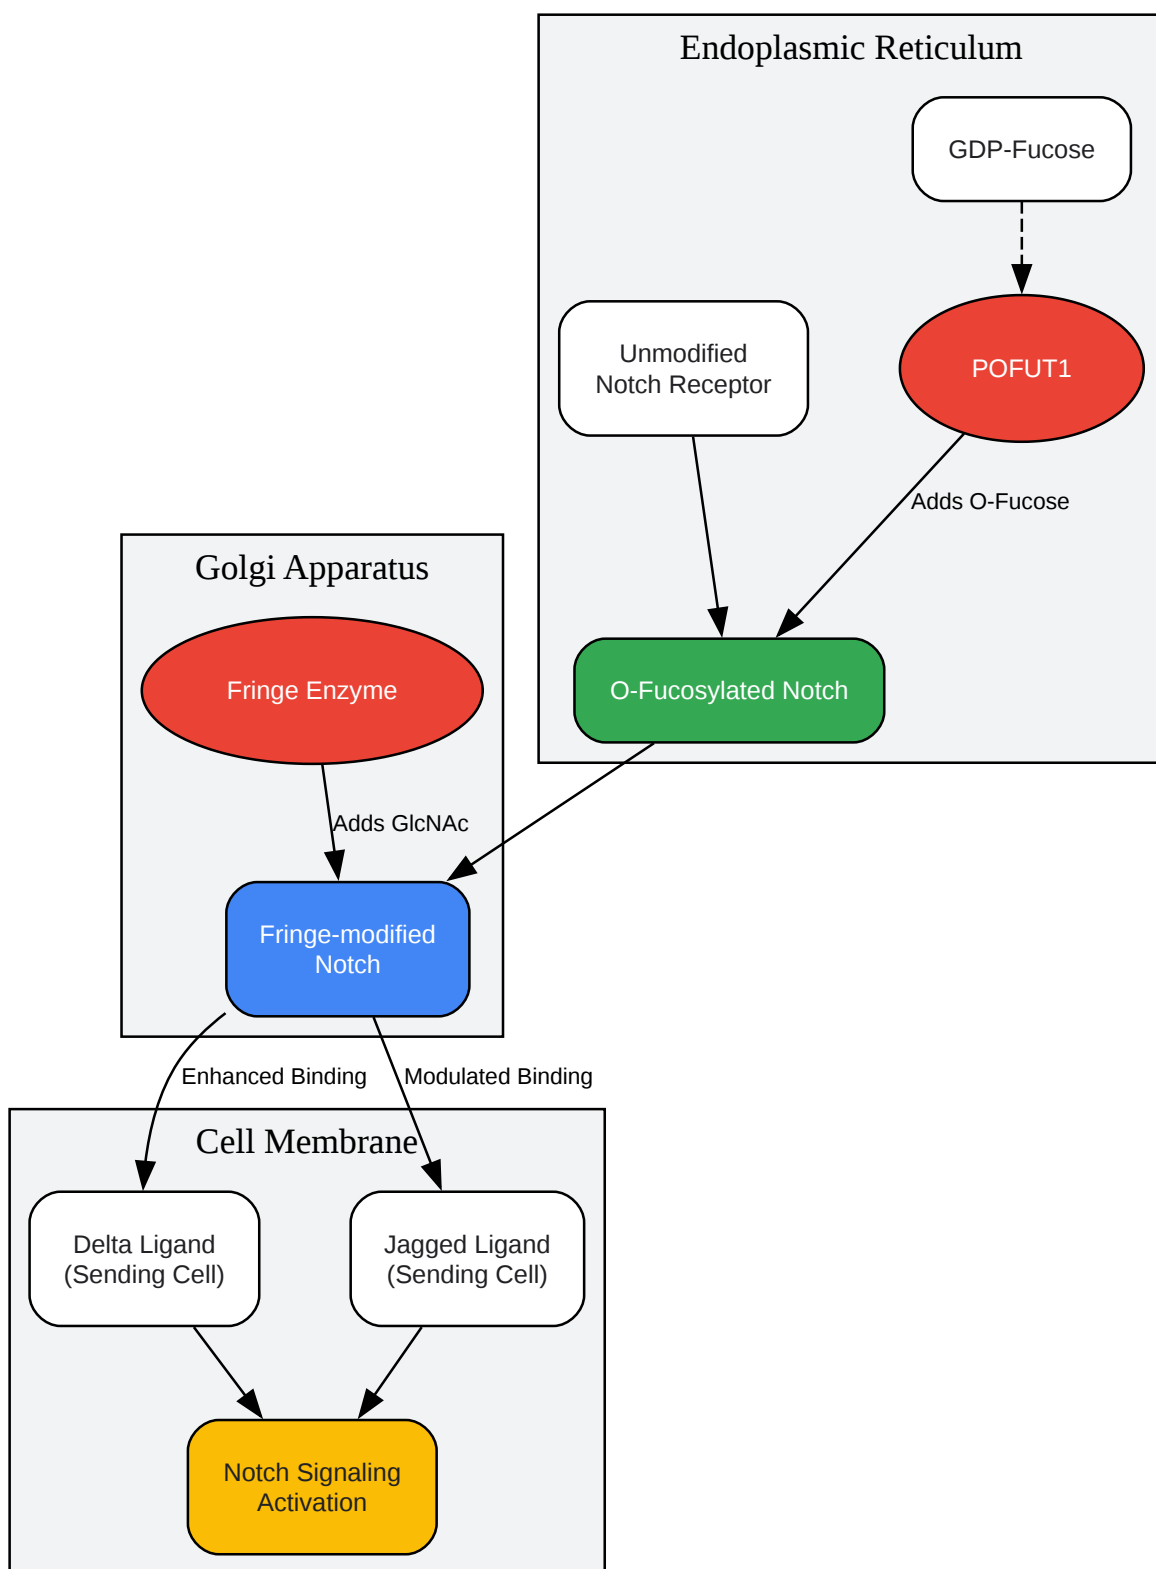 Endoplasmic Reticulum
GDP-Fucose
Unmodified
Notch Receptor
POFUT1
Adds O-Fucose
O-Fucosylated Notch
Golgi Apparatus
Fringe Enzyme
Adds GlcNAc
Fringe-modified
Notch
Enhanced Binding
Modulated Binding
Cell Membrane
Delta Ligand
(Sending Cell)
Jagged Ligand
(Sending Cell)
Notch Signaling
Activation